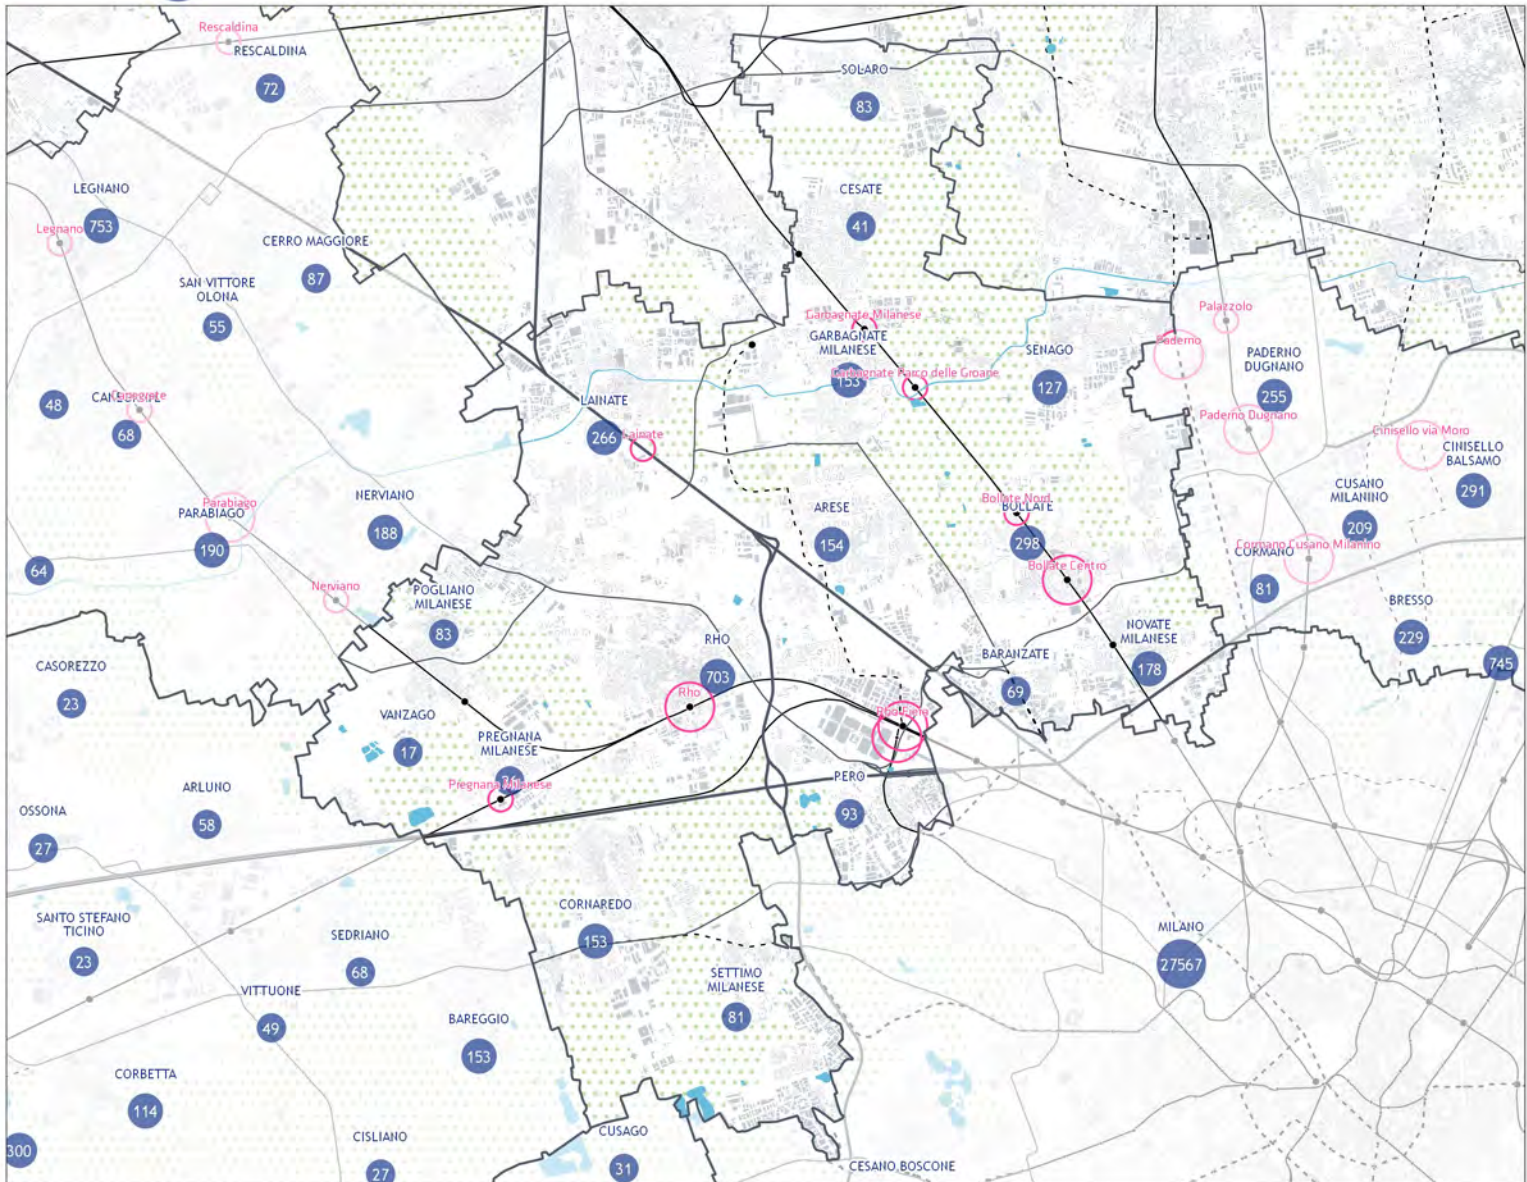 Rescaldina
RESCALDINA
72
SOLARO
83
LEGNANO
753
Legnano
CESATE
41
CERRO MAGGIORE
87
SAN VITTORE
OLONA
55
Garbagnate Milanese
GARBAGNATE
MILANESE
153
Garbagnate Parco delle Groane
SENAGO
127
Palazzolo
Paderno
PADERNO
DUGNANO
255
Paderno Dugnano
48
Canegrate
68
LAINATE
266
Lainate
Cinisello via Moro
CINISELLO
BALSAMO
291
CUSANO
MILANINO
209
Parabiago
PARABIAGO
190
NERVIANO
188
ARESE
154
Bollate Nord
BOLLATE
298
Bollate Centro
Cormano Cusano Milanino
CORMANO
81
64
Nerviano
POGLIANO
MILANESE
83
BRESSO
229
745
NOVATE
MILANESE
178
RHO
703
Rho
BARANZATE
69
CASOREZZO
23
VANZAGO
17
PREGNANA
MILANESE
Pregnana Milanese
Rho Fiera
PERO
93
ARLUNO
58
OSSONA
27
CORNAREDO
153
SANTO STEFANO
TICINO
23
SEDRIANO
68
MILANO
27567
SETTIMO
MILANESE
81
VITTUONE
49
BAREGGIO
153
CORBETTA
114
300
CISLIANO
27
CUSAGO
31
CESANO BOSCONE